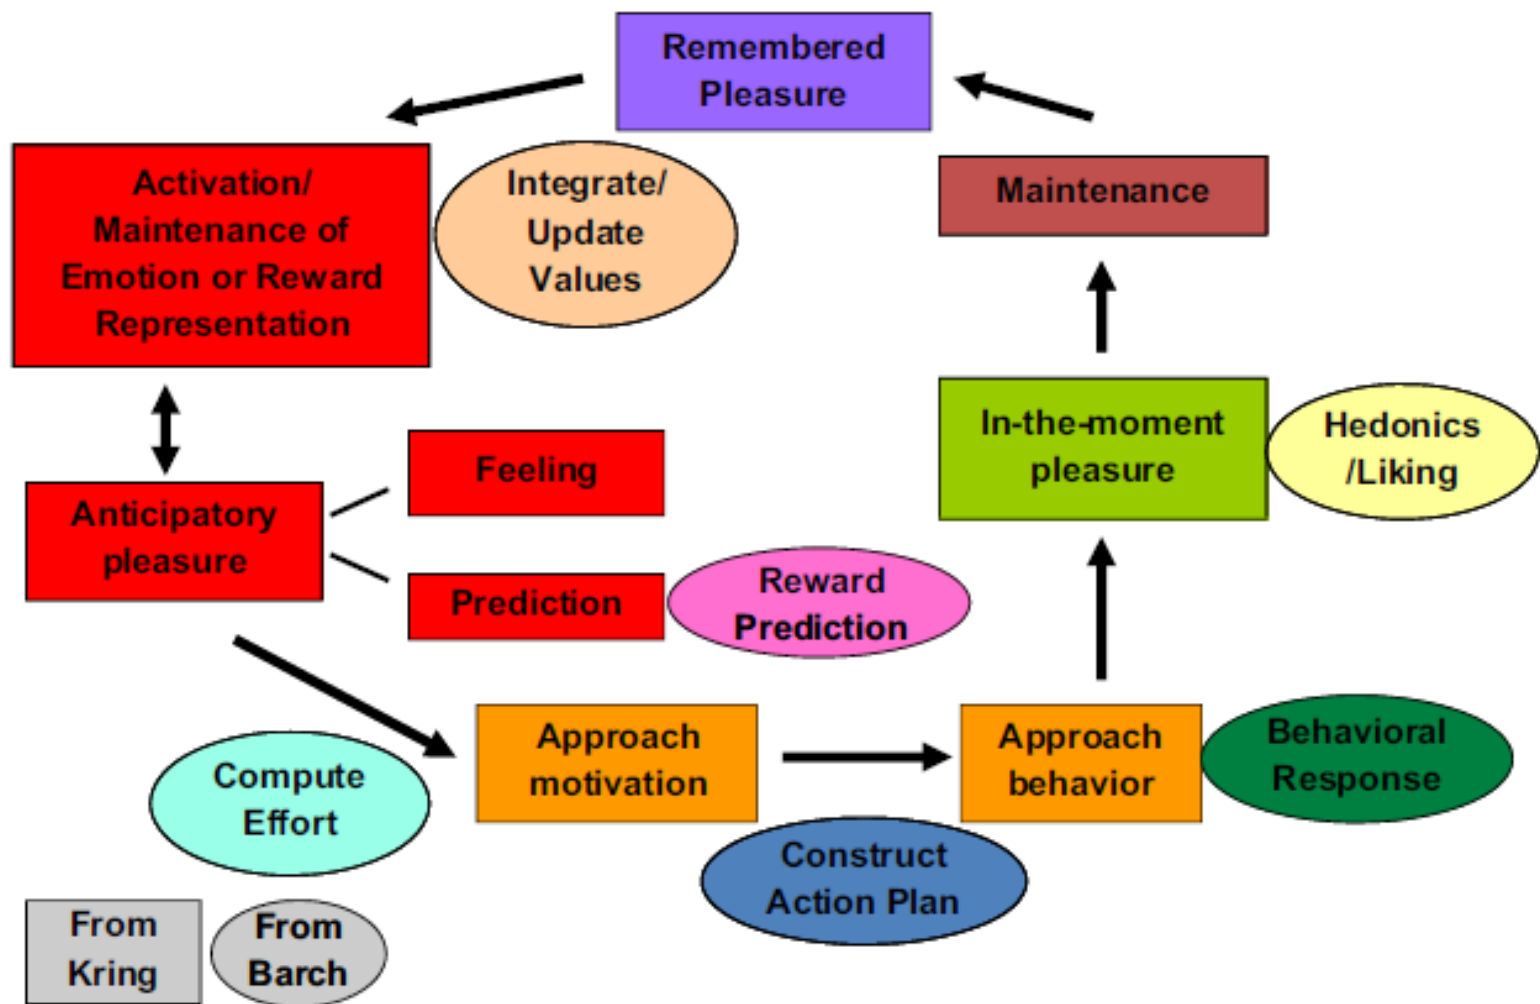 Remembered
Pleasure
Activation/
Maintenance of
Emotion or Reward
Representation
Integrate/
Update
Values
Maintenance
In-the-moment
pleasure
Hedonics
/Liking
Feeling
Anticipatory
pleasure
Prediction
Reward
Prediction
Approach
motivation
Approach
behavior
Behavioral
Response
Compute
Effort
Construct
Action Plan
From
Kring
From
Barch